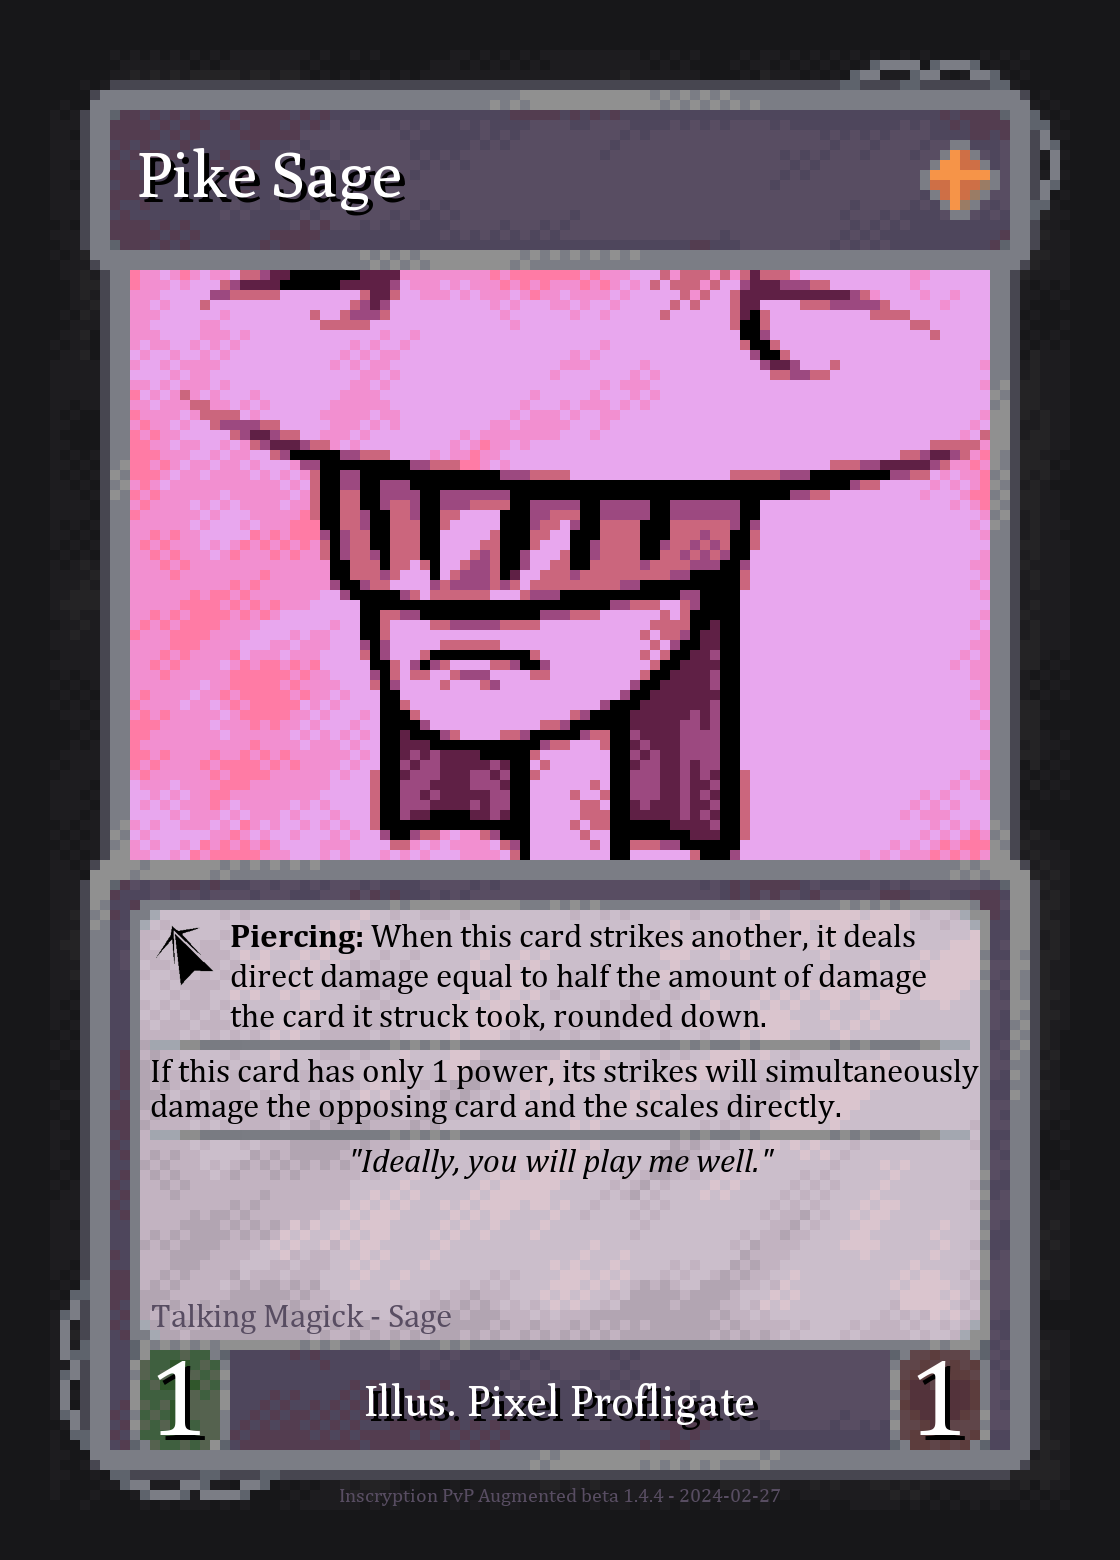 Pike Sage
Piercing: When this card strikes another, it deals
direct damage equal to half the amount of damage
the card it struck took, rounded down.
If this card has only 1 power, its strikes will simultaneously
damage the opposing card and the scales directly.
"Ideally, you will play me well."
Talking Magick - Sage
1
Illus. Pixel Profligate
1
Inscryption PvP Augmented beta 1.4.4 - 2024-02-27